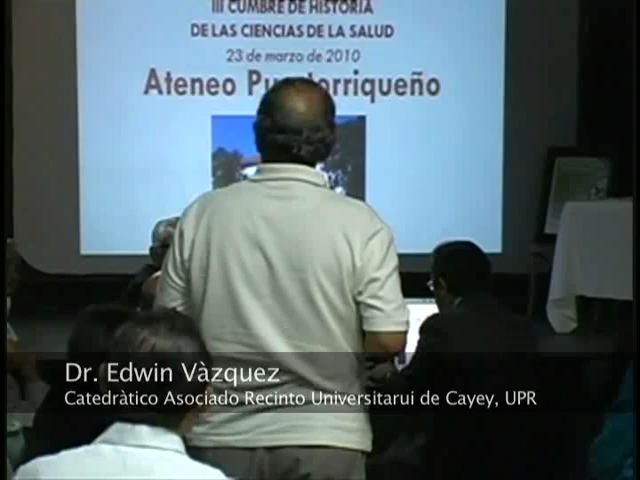 III CUMBRE DE HISTORIA
DE LAS CIENCIAS DE LA SALUD
23 de marzo de 2010
Ateneo Pu torriqueño
Dr. Edwin Vàzquez
Catedràtico Asociado Recinto Universitarui de Cayey, UPR